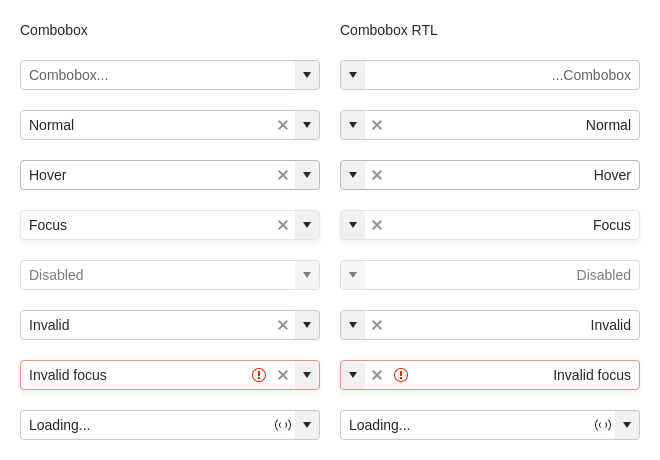 Combobox
Combobox RTL
Combobox...
...Combobox
Normal
Normal
Hover
Hover
Focus
Focus
Disabled
Disabled
Invalid
Invalid
Invalid focus
Invalid focus
Loading...
Loading...